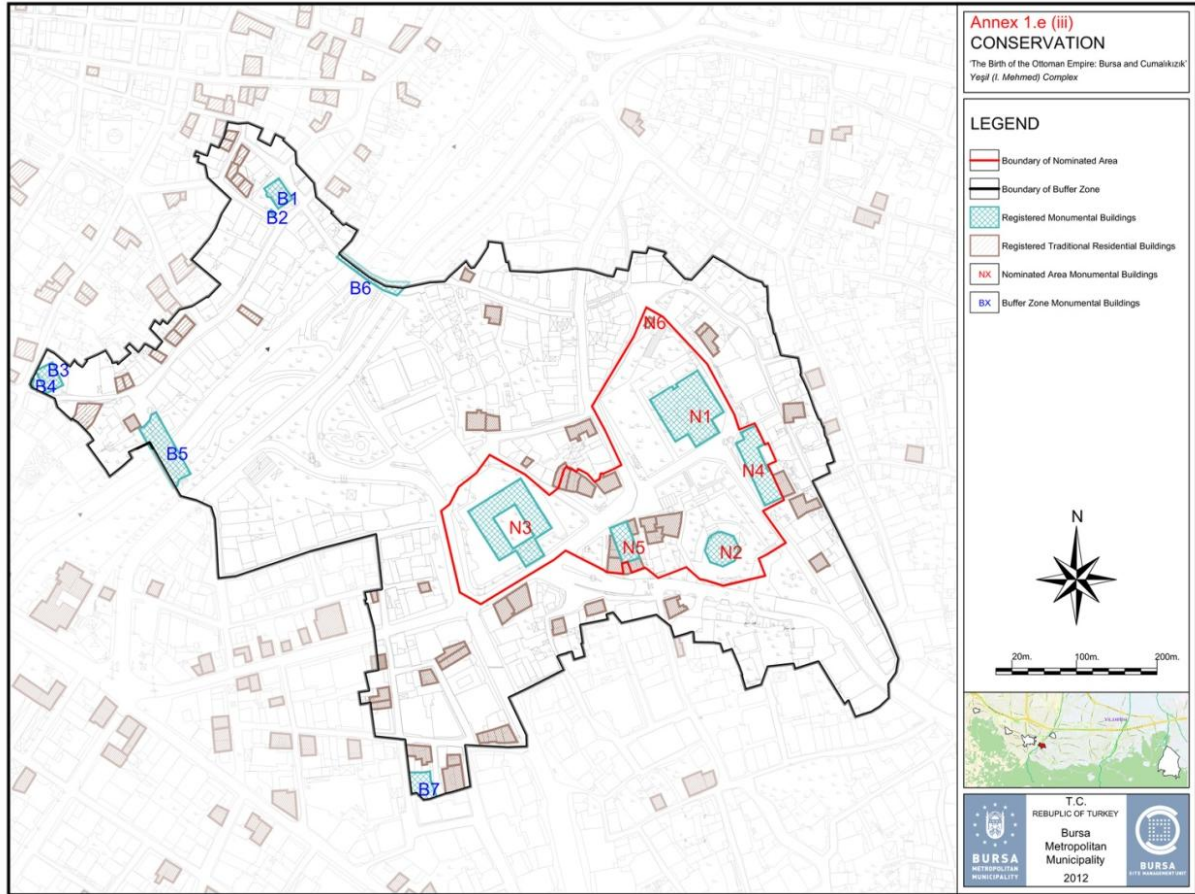 Annex 1.e (iii)
CONSERVATION
'The Birth of the Ottoman Empire: Bursa and Cumalıkızık'
Yeşil (I. Mehmed) Complex
LEGEND
Boundary of Nominated Area
Boundary of Buffer Zone
Registered Monumental Buildings
Registered Traditional Residential Buildings
NX Nominated Area Monumental Buildings
BX Buffer Zone Monumental Buildings
B1
B2
B6
N6
B3
B4
N1
B5
N4
N3
N5
N2
B7
N
20m. 100m. 200m.
T.C.
REBUPLIC OF TURKEY
Bursa
Metropolitan
Municipality
2012
BURSA
METROPOLITAN
MUNICIPALITY
BURSA
SITE MANAGEMENT UNIT